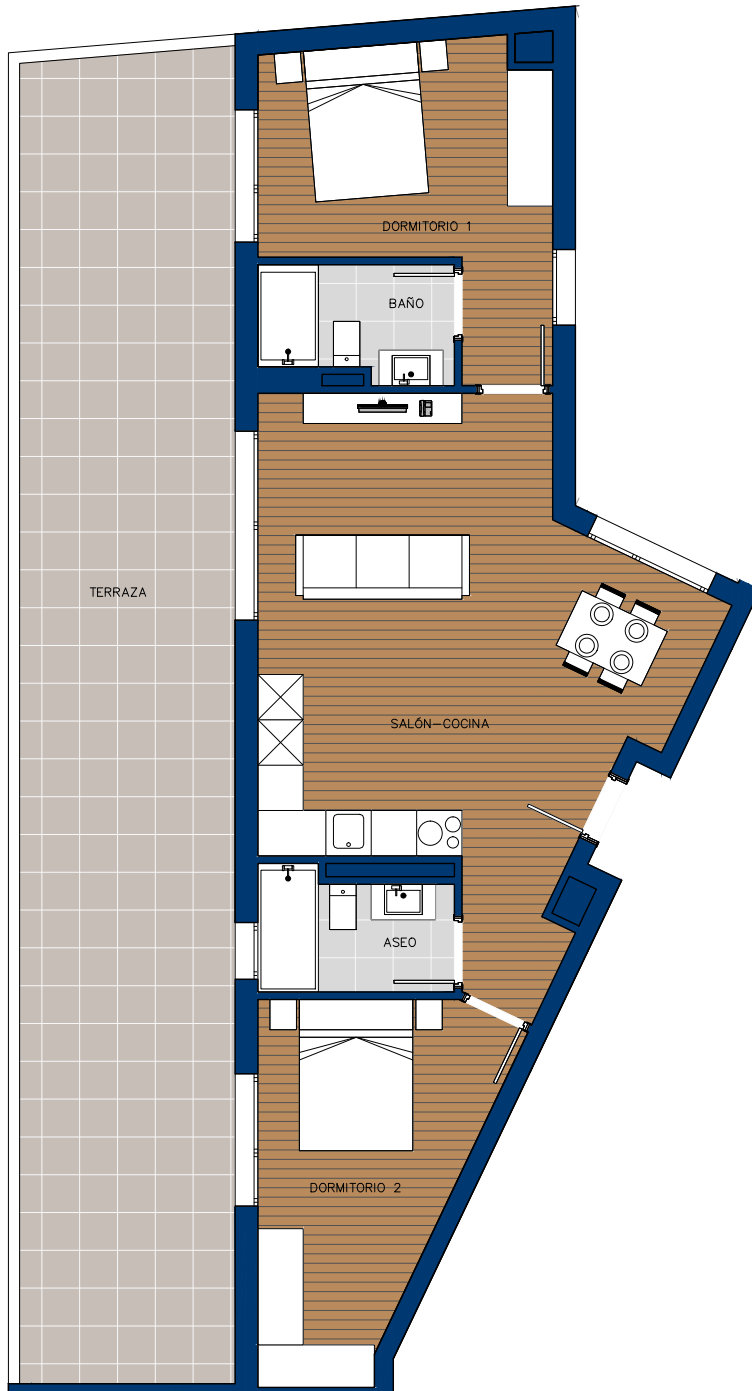 DORMITORIO 1
BAÑO
TERRAZA
SALÓN-COCINA
ASEO
DORMITORIO 2